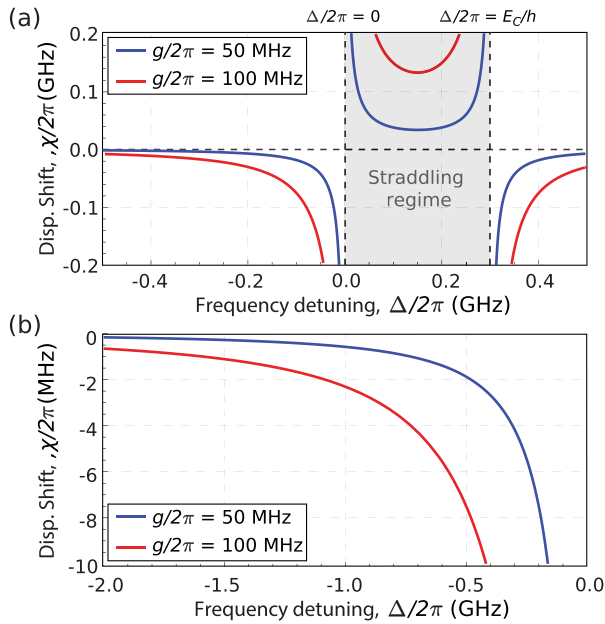 (a)
Δ/2π = 0
Δ/2π = E_C/h
g/2π = 50 MHz
g/2π = 100 MHz
Straddling
regime
Disp. Shift, ,χ/2π(GHz)
0.2
0.1
0.0
-0.1
-0.2
-0.4
-0.2
0.0
0.2
0.4
Frequency detuning, Δ/2π (GHz)
(b)
Disp. Shift, ,χ/2π(MHz)
0
-2
-4
-6
-8
-10
g/2π = 50 MHz
g/2π = 100 MHz
-2.0
-1.5
-1.0
-0.5
0.0
Frequency detuning, Δ/2π (GHz)